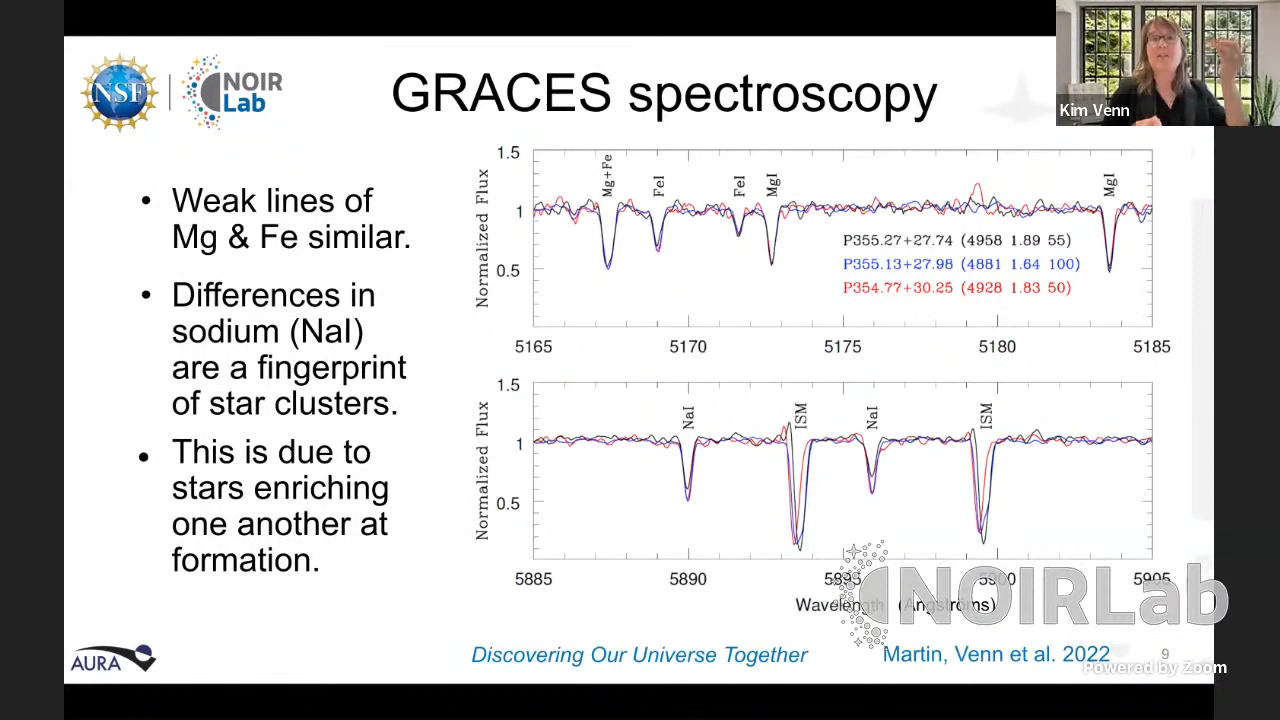 Kim Venn
NSF
NOIR
Lab
GRACES spectroscopy
• Weak lines of
Mg & Fe similar.
• Differences in
sodium (NaI)
are a fingerprint
of star clusters.
• This is due to
stars enriching
one another at
formation.
Normalized Flux
1.5
1
0.5
Mg+Fe
FeI
FeI
MgI
MgI
P355.27+27.74 (4958 1.89 55)
P355.13+27.98 (4881 1.64 100)
P354.77+30.25 (4928 1.83 50)
5165 5170 5175 5180 5185
Normalized Flux
1.5
1
0.5
NaI
ISM
NaI
ISM
5885 5890 5895 5900 5905
Wavelength (Angstroms)
NOIRLab
AURA
Discovering Our Universe Together
Martin, Venn et al. 2022
9
Powered by Zoom